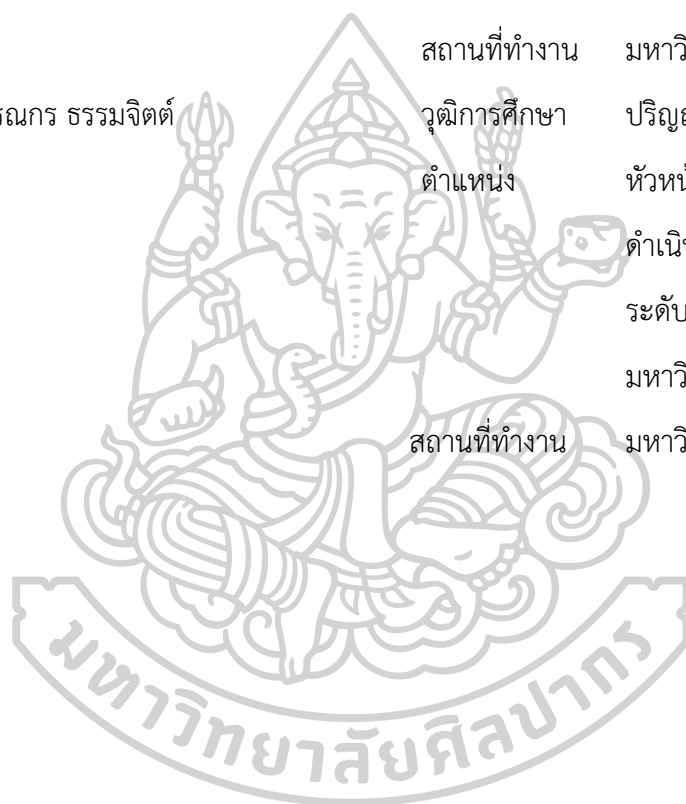 สถานที่ทำงาน มหาวิ
รณกร ธรรมจิตต์ วุฒิการศึกษา ปริญ
ตำแหน่ง หัวหน้
ดำเนิ
ระดับ
มหาวิ
สถานที่ทำงาน มหาวิ
มหาวิทยาลัยศิลปากร